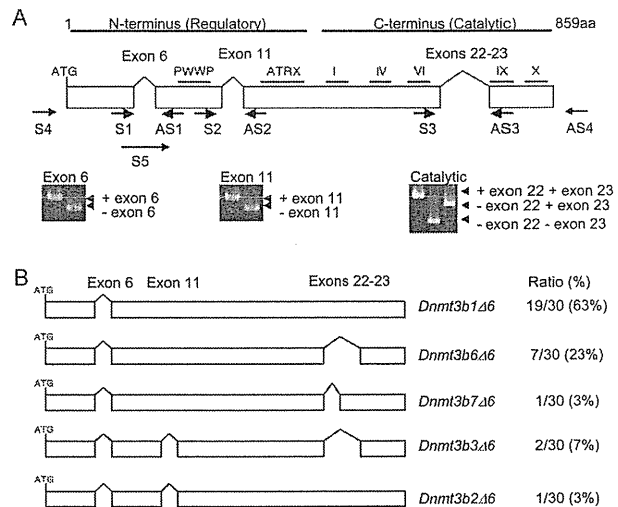 A
1 N-terminus (Regulatory) C-terminus (Catalytic) 859aa
Exon 6 Exon 11 Exons 22-23
ATG PWWP ATRX I IV VI IX X
S4 S1 AS1 S2 AS2 S3 AS3 AS4
S5
Exon 6 Exon 11 Catalytic
+ exon 6 + exon 11 + exon 22 + exon 23
- exon 6 - exon 11 - exon 22 + exon 23
- exon 22 - exon 23
B
Exon 6 Exon 11 Exons 22-23 Ratio (%)
ATG Dnmt3b1Δ6 19/30 (63%)
ATG Dnmt3b6Δ6 7/30 (23%)
ATG Dnmt3b7Δ6 1/30 (3%)
ATG Dnmt3b3Δ6 2/30 (7%)
ATG Dnmt3b2Δ6 1/30 (3%)